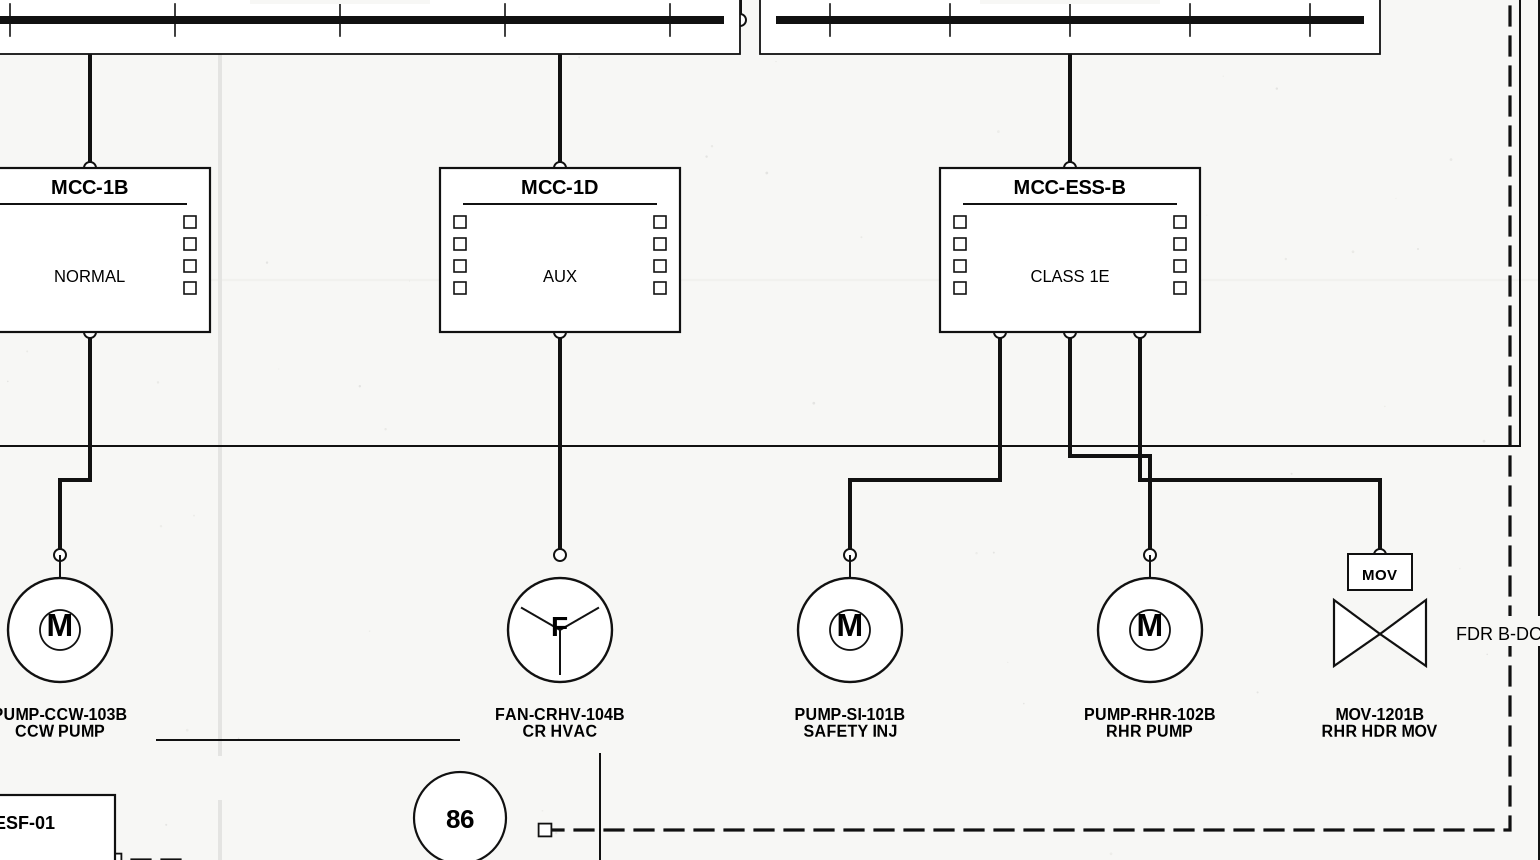 MCC-1B
MCC-1D
MCC-ESS-B
NORMAL
AUX
CLASS 1E
M
F
M
M
MOV
FDR B-DC
PUMP-CCW-103B
CCW PUMP
FAN-CRHV-104B
CR HVAC
PUMP-SI-101B
SAFETY INJ
PUMP-RHR-102B
RHR PUMP
MOV-1201B
RHR HDR MOV
ESF-01
86